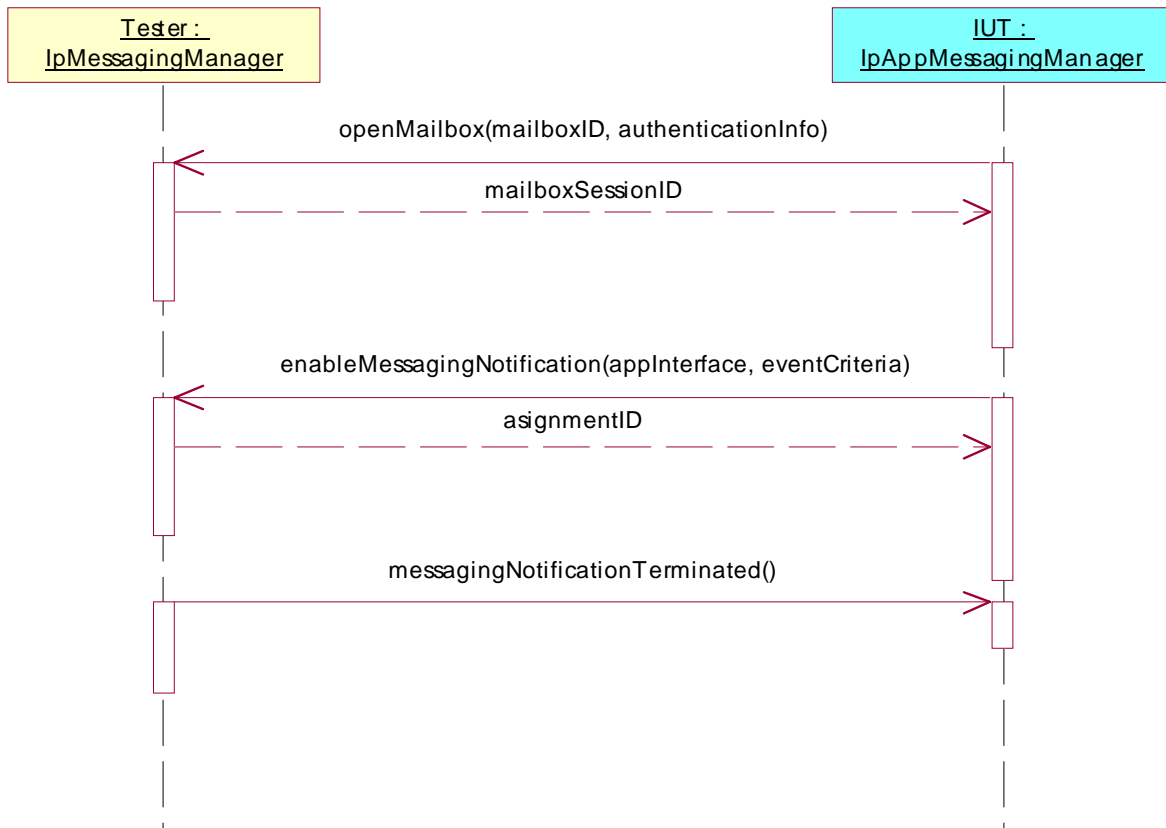 Tester :
IpMessagingManager
IUT :
IpAppMessagingManager
openMailbox(mailboxID, authenticationInfo)
mailboxSessionID
enableMessagingNotification(appInterface, eventCriteria)
asignmentID
messagingNotificationTerminated()